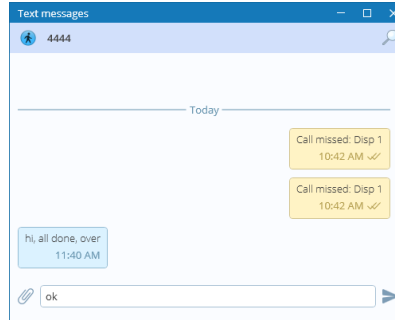 Text messages
4444
Today
Call missed: Disp 1
10:42 AM
Call missed: Disp 1
10:42 AM
hi, all done, over
11:40 AM
ok